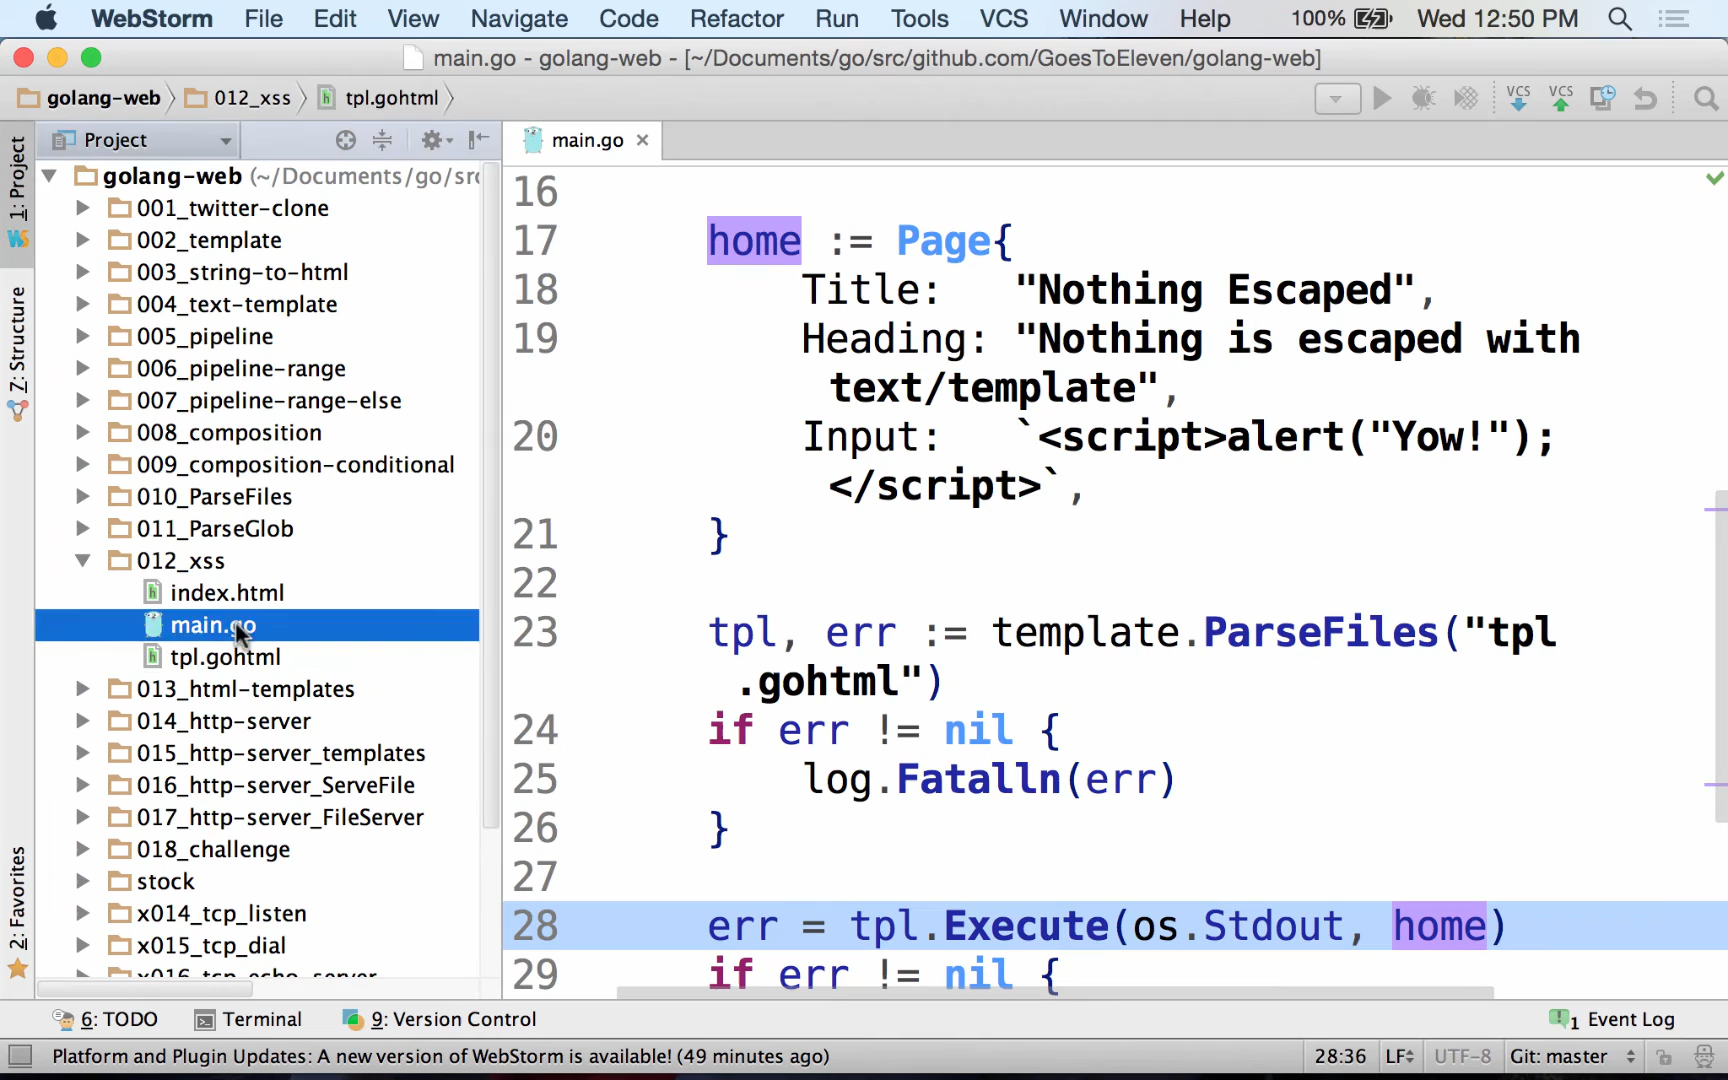 WebStorm File Edit View Navigate Code Refactor Run Tools VCS Window Help 100% Wed 12:50 PM
main.go - golang-web - [~/Documents/go/src/github.com/GoesToEleven/golang-web]
golang-web 012_xss tpl.gohtml
VCS VCS
1: Project
7: Structure
2: Favorites
Project
golang-web (~/Documents/go/src
001_twitter-clone
002_template
003_string-to-html
004_text-template
005_pipeline
006_pipeline-range
007_pipeline-range-else
008_composition
009_composition-conditional
010_ParseFiles
011_ParseGlob
012_xss
index.html
main.go
tpl.gohtml
013_html-templates
014_http-server
015_http-server_templates
016_http-server_ServeFile
017_http-server_FileServer
018_challenge
stock
x014_tcp_listen
x015_tcp_dial
x016_tcp_echo_server
main.go
16
17 home := Page{
18 Title: "Nothing Escaped",
19 Heading: "Nothing is escaped with
text/template",
20 Input: `<script>alert("Yow!");
</script>`,
21 }
22
23 tpl, err := template.ParseFiles("tpl
.gohtml")
24 if err != nil {
25 log.Fatalln(err)
26 }
27
28 err = tpl.Execute(os.Stdout, home)
29 if err != nil {
6: TODO Terminal 9: Version Control 1 Event Log
Platform and Plugin Updates: A new version of WebStorm is available! (49 minutes ago) 28:36 LF UTF-8 Git: master